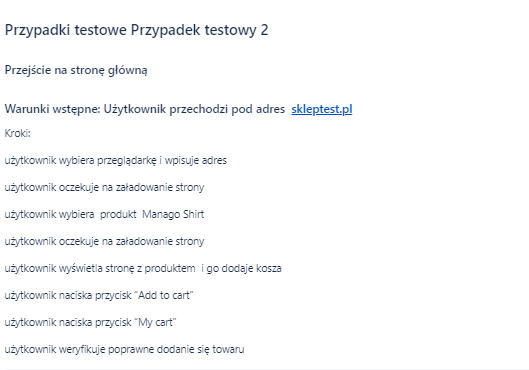 Przypadki testowe Przypadek testowy 2
Przejście na stronę główną
Warunki wstępne: Użytkownik przechodzi pod adres skleptest.pl
Kroki:
użytkownik wybiera przeglądarkę i wpisuje adres
użytkownik oczekuje na załadowanie strony
użytkownik wybiera produkt Manago Shirt
użytkownik oczekuje na załadowanie strony
użytkownik wyświetla stronę z produktem i go dodaje kosza
użytkownik naciska przycisk “Add to cart”
użytkownik naciska przycisk “My cart”
użytkownik weryfikuje poprawne dodanie się towaru